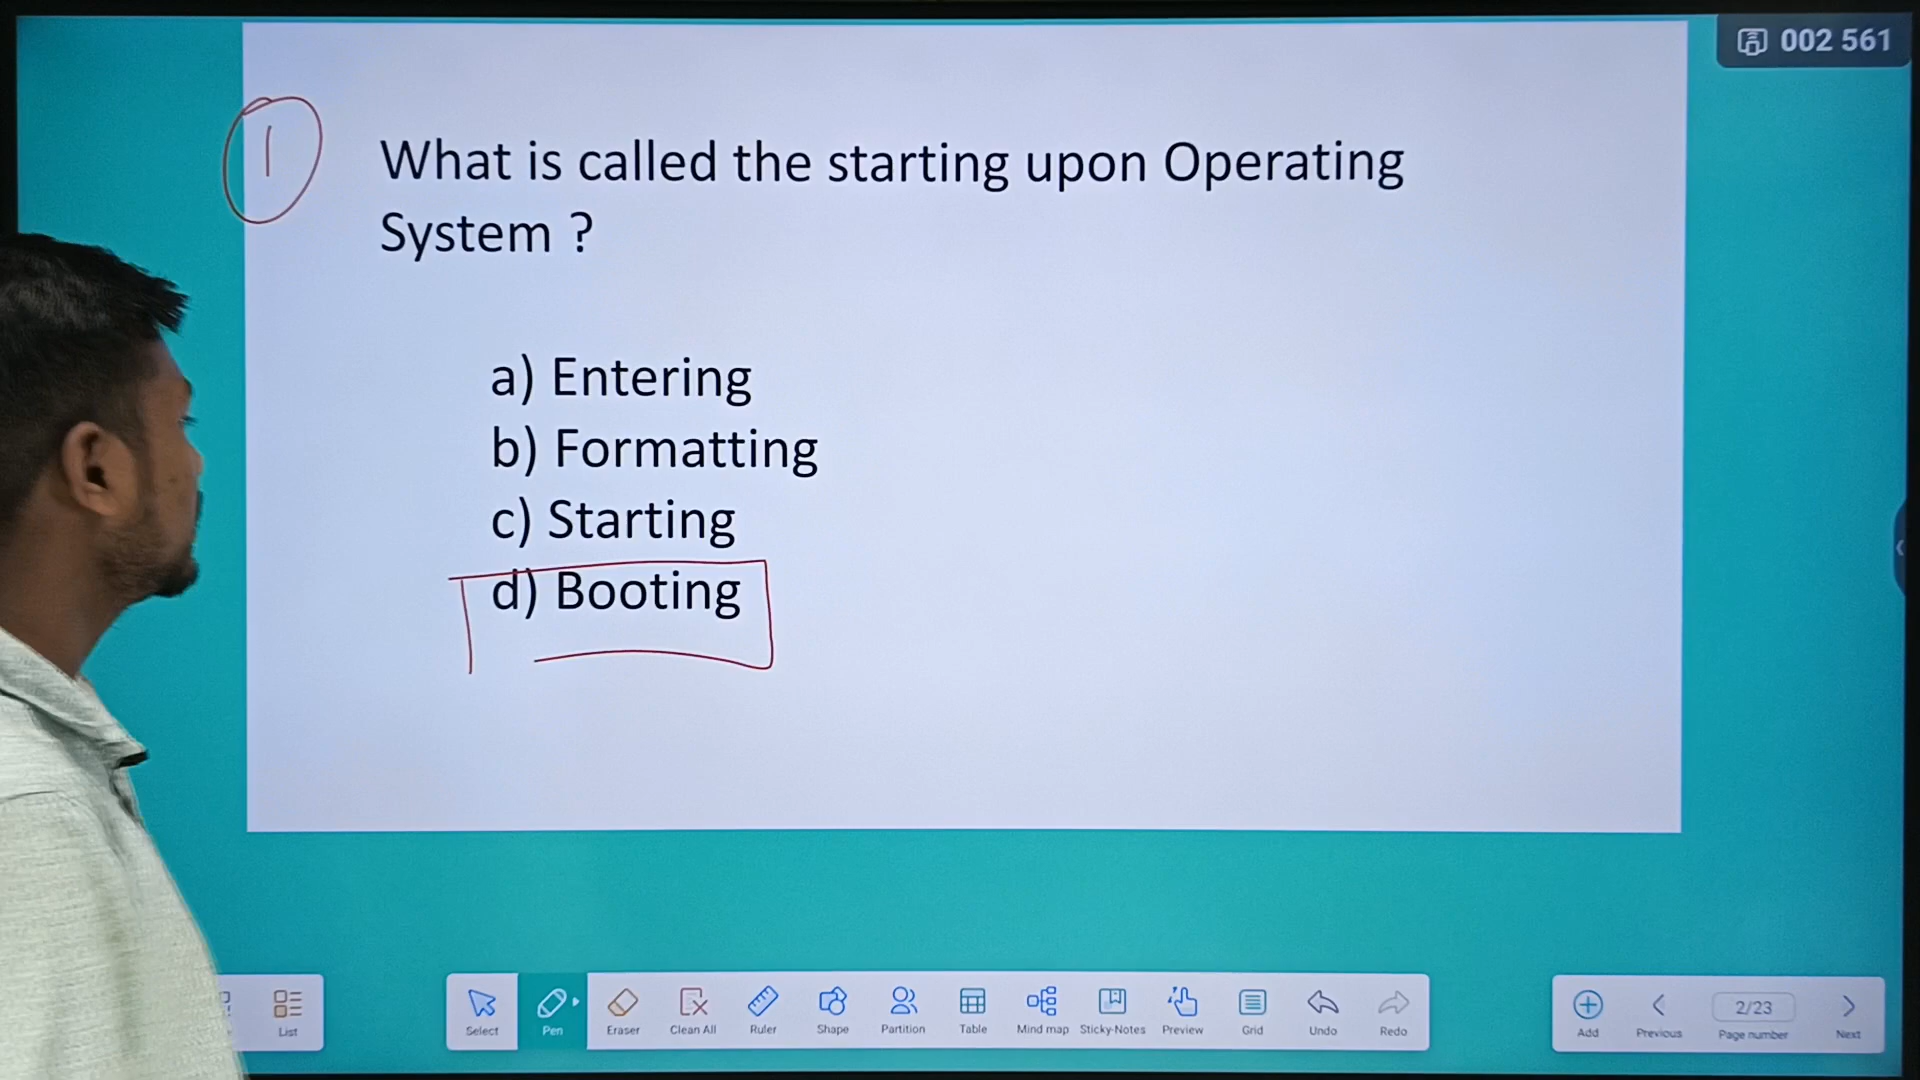 002 561
1
What is called the starting upon Operating
System ?
a) Entering
b) Formatting
c) Starting
d) Booting
List
Select
Pen
Eraser
Clean All
Ruler
Shape
Partition
Table
Mind map
Sticky-Notes
Preview
Grid
Undo
Redo
Add
Previous
2/23
Page number
Next